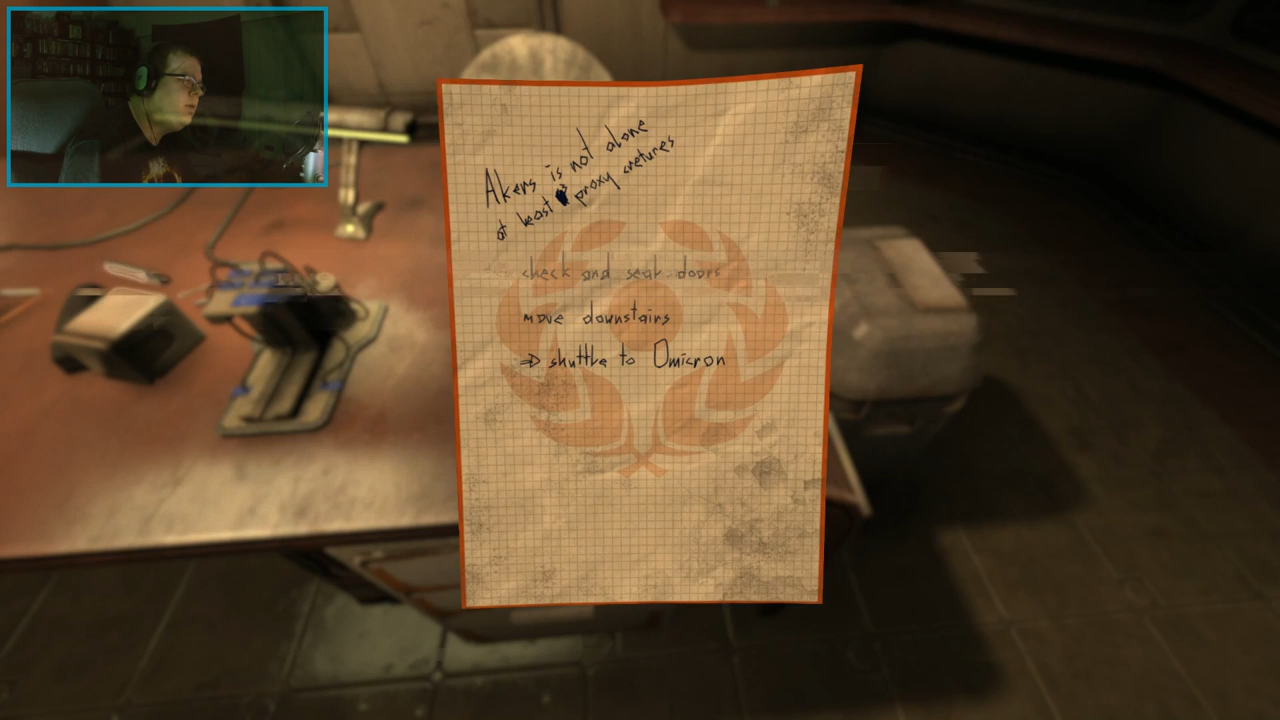 Akers is not alone
at least proxy cretures
check and seal doors
move downstairs
⇒ shuttle to Omicron